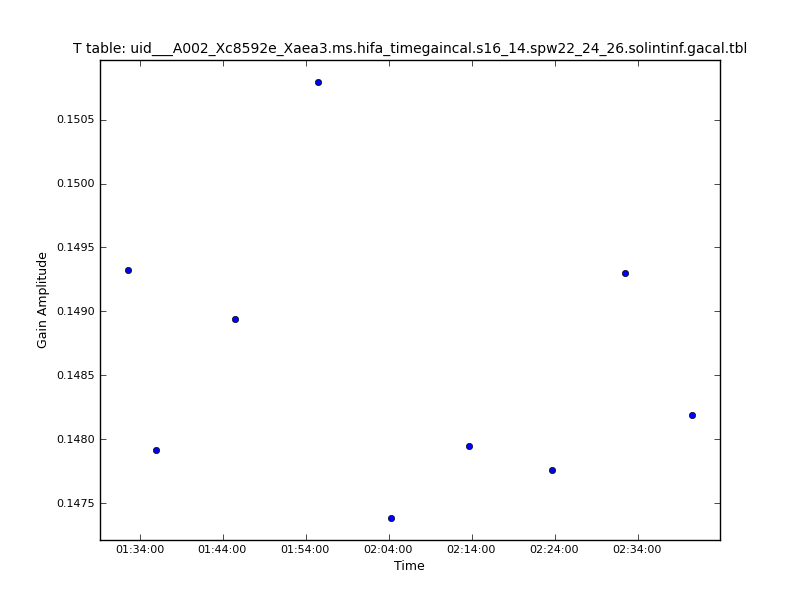 T table: uid___A002_Xc8592e_Xaea3.ms.hifa_timegaincal.s16_14.spw22_24_26.solintinf.gacal.tbl
0.1505
0.1500
0.1495
0.1490
0.1485
0.1480
0.1475
Gain Amplitude
01:34:00 01:44:00 01:54:00 02:04:00 02:14:00 02:24:00 02:34:00
Time